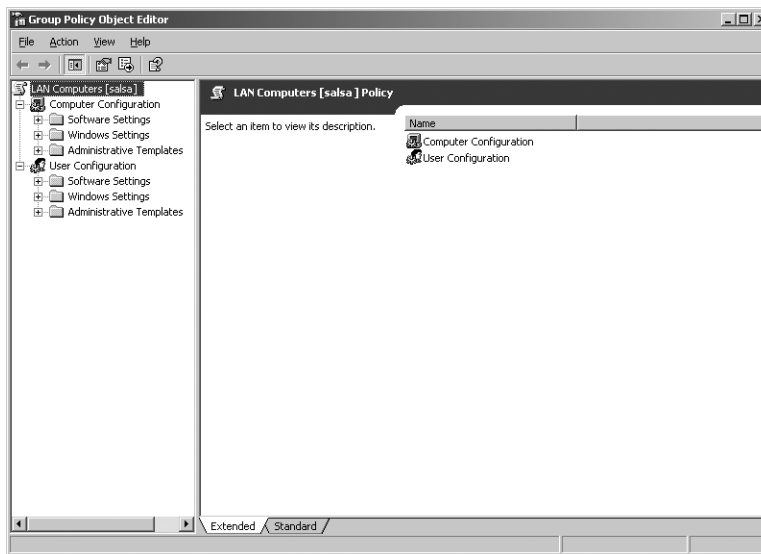 Group Policy Object Editor
File Action View Help
LAN Computers [salsa]
Computer Configuration
Software Settings
Windows Settings
Administrative Templates
User Configuration
Software Settings
Windows Settings
Administrative Templates
LAN Computers [salsa ] Policy
Select an item to view its description.
Name
Computer Configuration
User Configuration
Extended Standard